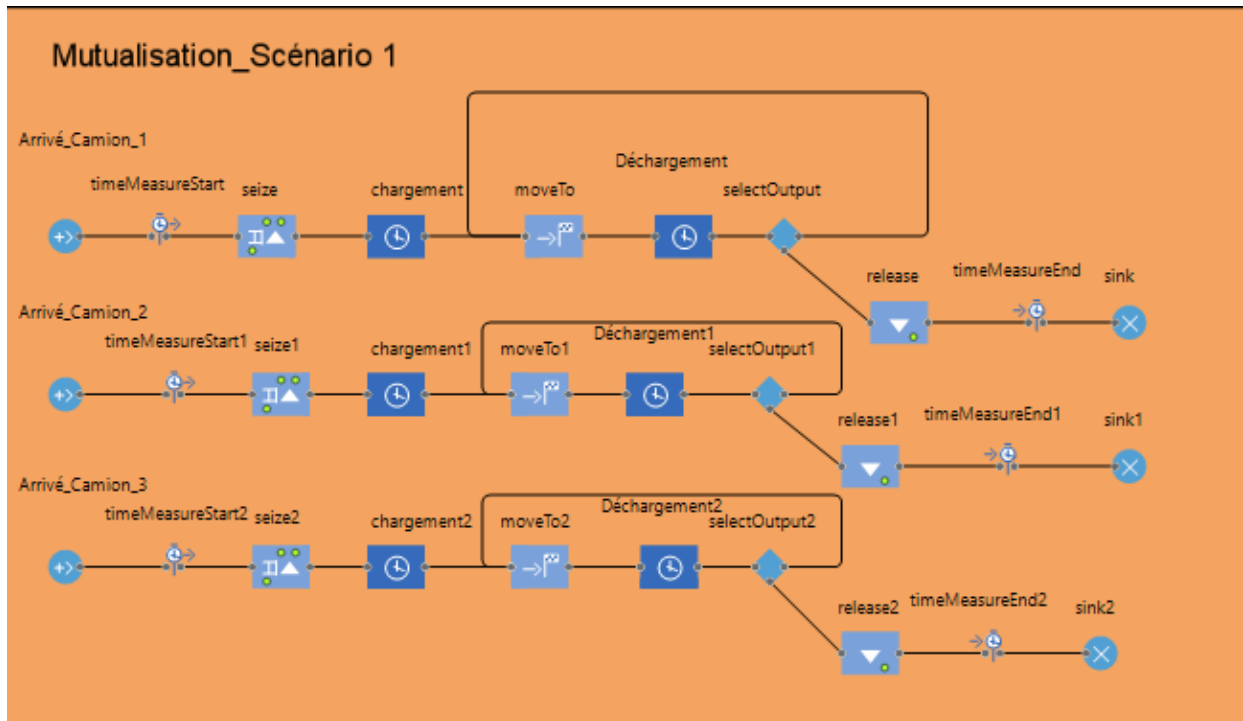 Mutualisation_Scénario 1
Arrivé_Camion_1
timeMeasureStart seize chargement moveTo Déchargement selectOutput
release timeMeasureEnd sink
Arrivé_Camion_2
timeMeasureStart1 seize1 chargement1 moveTo1 Déchargement1 selectOutput1
release1 timeMeasureEnd1 sink1
Arrivé_Camion_3
timeMeasureStart2 seize2 chargement2 moveTo2 Déchargement2 selectOutput2
release2 timeMeasureEnd2 sink2